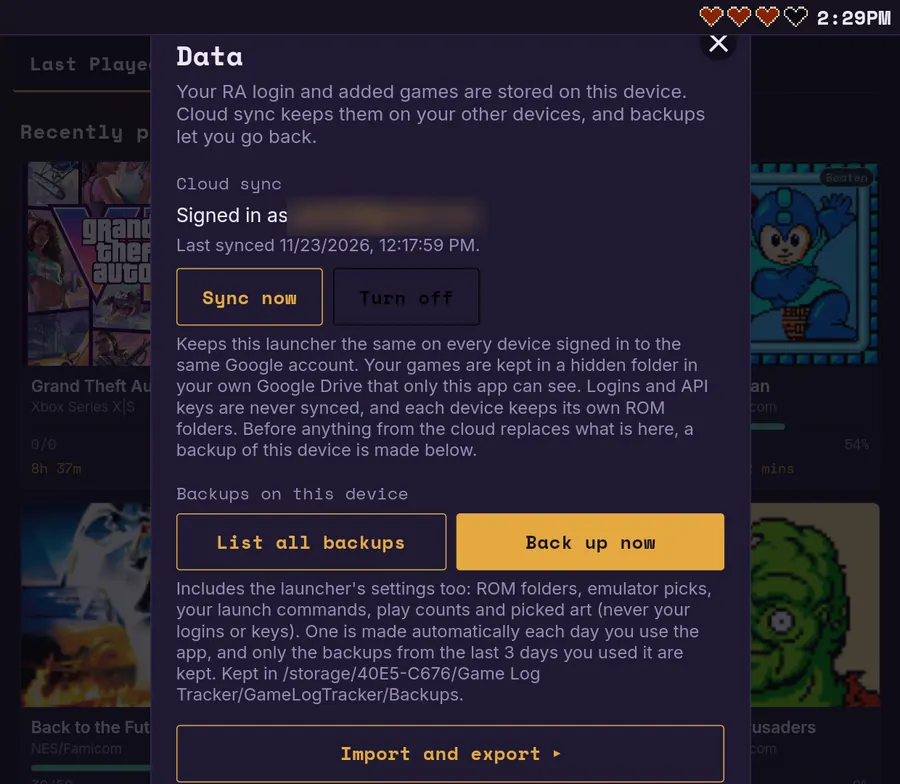 2:29PM
Last Playe
Data
Your RA login and added games are stored on this device.
Cloud sync keeps them on your other devices, and backups
let you go back.
Recently p
Cloud sync
Signed in as
Last synced 11/23/2026, 12:17:59 PM.
Sync now
Turn off
Beaten
grand
theft
auto
Keeps this launcher the same on every device signed in to the
same Google account. Your games are kept in a hidden folder in
your own Google Drive that only this app can see. Logins and API
keys are never synced, and each device keeps its own ROM
folders. Before anything from the cloud replaces what is here, a
backup of this device is made below.
Grand Theft Au
Xbox Series X|S
0/0
8h 37m
an
com
54%
mins
Backups on this device
List all backups
Back up now
Includes the launcher's settings too: ROM folders, emulator picks,
your launch commands, play counts and picked art (never your
logins or keys). One is made automatically each day you use the
app, and only the backups from the last 3 days you used it are
kept. Kept in /storage/40E5-C676/Game Log
Tracker/GameLogTracker/Backups.
Back to the Fut
NES/Famicom
usaders
com
Import and export ▸